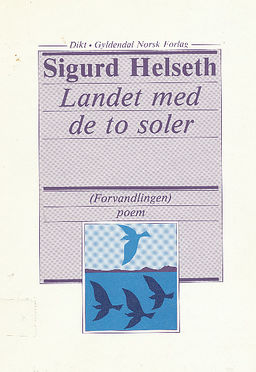 Dikt • Gyldendal Norsk Forlag
Sigurd Helseth
Landet med
de to soler
(Forvandlingen)
poem